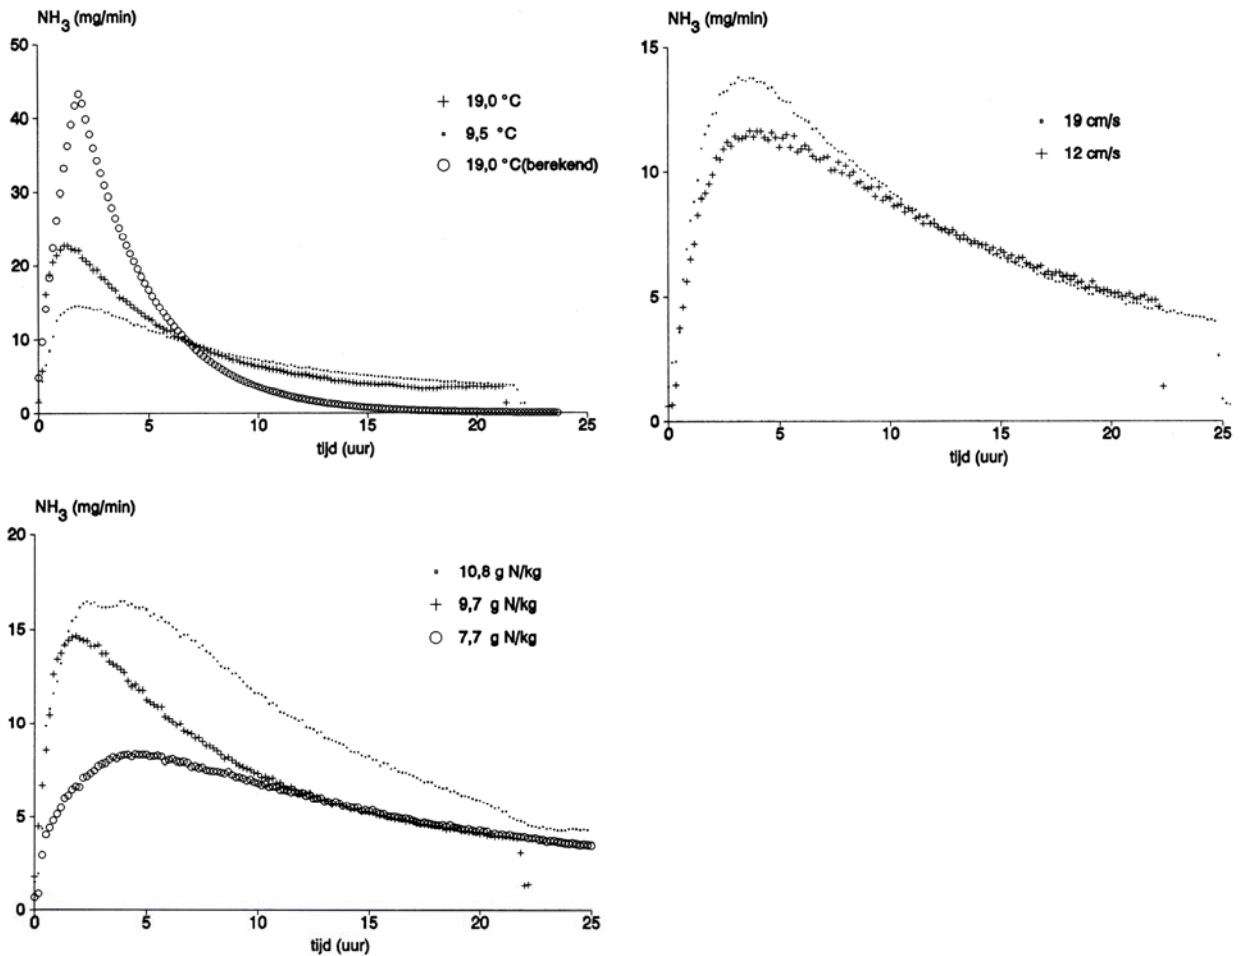 NH3 (mg/min)
50
40
30
20
10
0
19,0 °C
9,5 °C
19,0 °C(berekend)
0 5 10 15 20 25
tijd (uur)
NH3 (mg/min)
15
10
5
0
19 cm/s
12 cm/s
0 5 10 15 20 25
tijd (uur)
NH3 (mg/min)
20
15
10
5
0
10,8 g N/kg
9,7 g N/kg
7,7 g N/kg
0 5 10 15 20 25
tijd (uur)